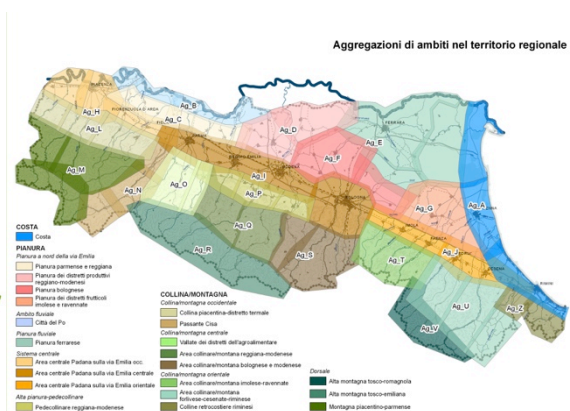 Aggregazioni di ambiti nel territorio regionale
PIACENZA
FIORENZUOLA D'ARDA
Ag_B
Ag_H
Ag_C
Ag_L
Ag_D
FERRARA
Ag_E
Ag_F
Ag_M
Ag_N
Ag_O
Ag_I
Ag_P
Ag_G
Ag_A
Ag_Q
Ag_R
Ag_S
Ag_T
Ag_J
Ag_U
Ag_V
Ag_Z
COSTA
Costa
PIANURA
Pianura a nord della via Emilia
Pianura parmense e reggiana
Pianura dei distretti produttivi
reggiano-modenesi
Pianura bolognese
Pianura dei distretti frutticoli
imolese e ravennate
Ambito fluviale
Città del Po
Pianura fluviale
Pianura ferrarese
Sistema centrale
Area centrale Padana sulla via Emilia occ.
Area centrale Padana sulla via Emilia centrale
Area centrale Padana sulla via Emilia orientale
Alta pianura-pedecollinare
Pedecollinare reggiana-modenese
COLLINA/MONTAGNA
Collina/montagna occidentale
Collina piacentina-distretto termale
Passante Cisa
Collina/montagna centrale
Vallate dei distretti dell'agroalimentare
Area collinare/montana reggiana-modenese
Area collinare/montana bolognese e modenese
Collina/montagna orientale
Area collinare/montana imolese-ravennate
Area collinare/montana
forlivese-cesenate-riminese
Colline retrocostiere riminesi
Dorsale
Alta montagna tosco-romagnola
Alta montagna tosco-emiliana
Montagna piacentino-parmense